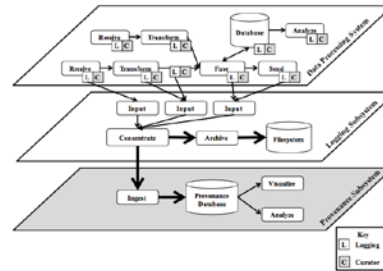 Receive
Transform
L C
L C
Database
L C
Analyze
L C
Receive
L C
Transform
L C
L C
Fuse
L C
Send
L C
Data Processing System
Input
Input
Input
Concentrate
Archive
Filesystem
Logging Subsystem
Ingest
Provenance
Database
Visualize
Analyze
Provenance Subsystem
Key
L Logging
C Curator